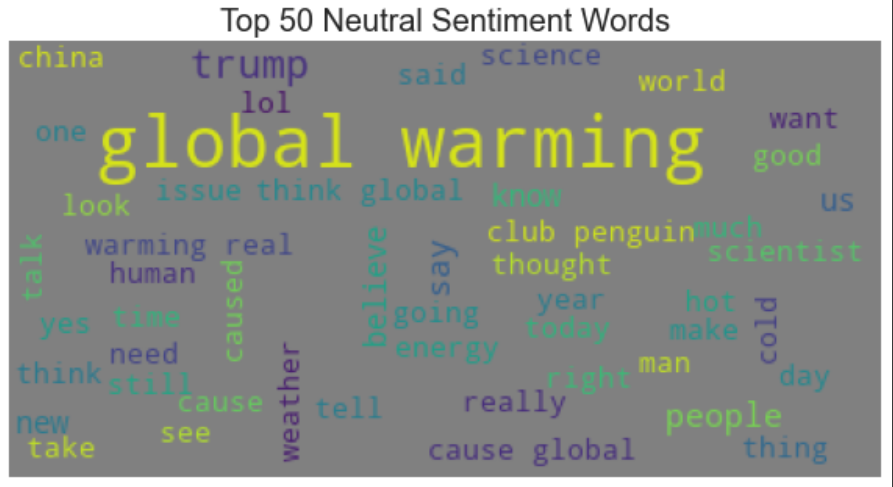 Top 50 Neutral Sentiment Words
china
trump
said
science
world
lol
one
global warming
want
good
issue think global
know
us
look
talk
warming real
human
caused
believe
say
club penguin
much
scientist
thought
yes
time
going
year
today
hot
make
cold
need
energy
think
still
right
man
day
cause
weather
tell
really
people
new
take
see
cause global
thing